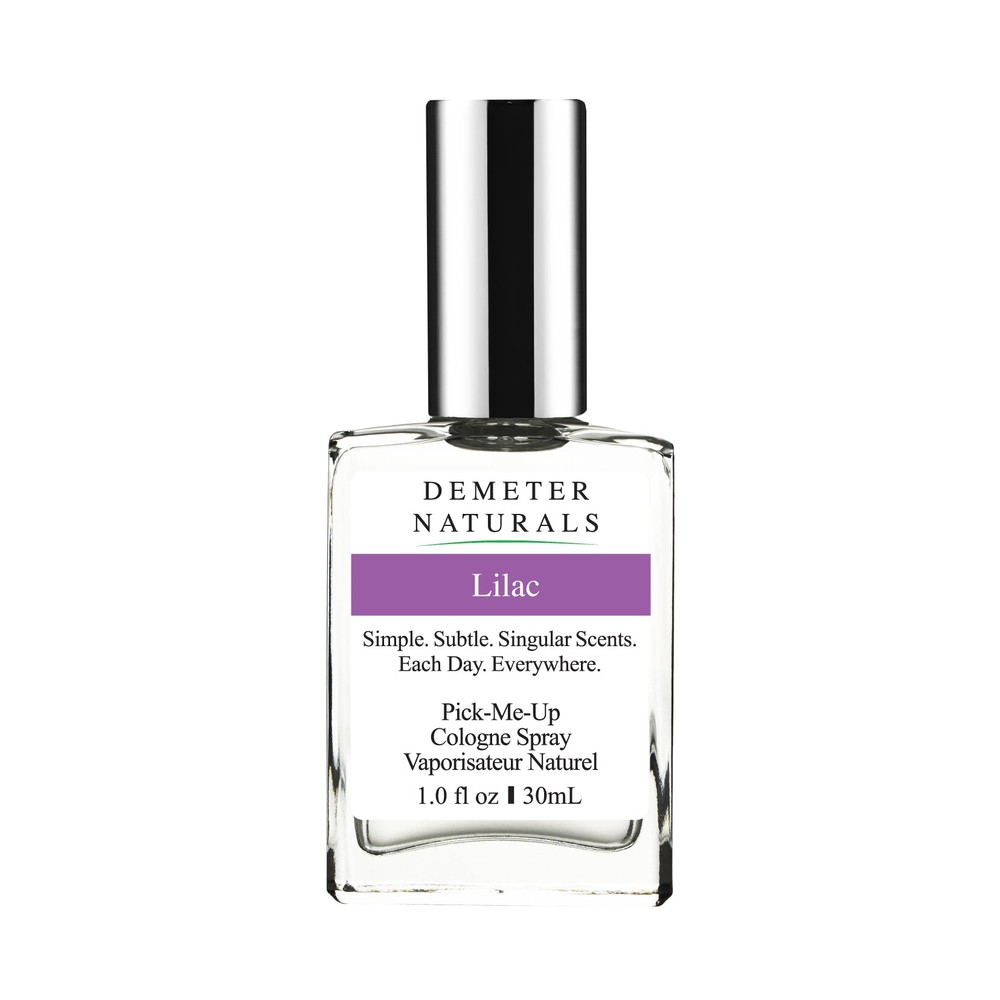 DEMETER
NATURALS
Lilac
Simple. Subtle. Singular Scents.
Each Day. Everywhere.
Pick-Me-Up
Cologne Spray
Vaporisateur Naturel
1.0 fl oz ❚ 30mL